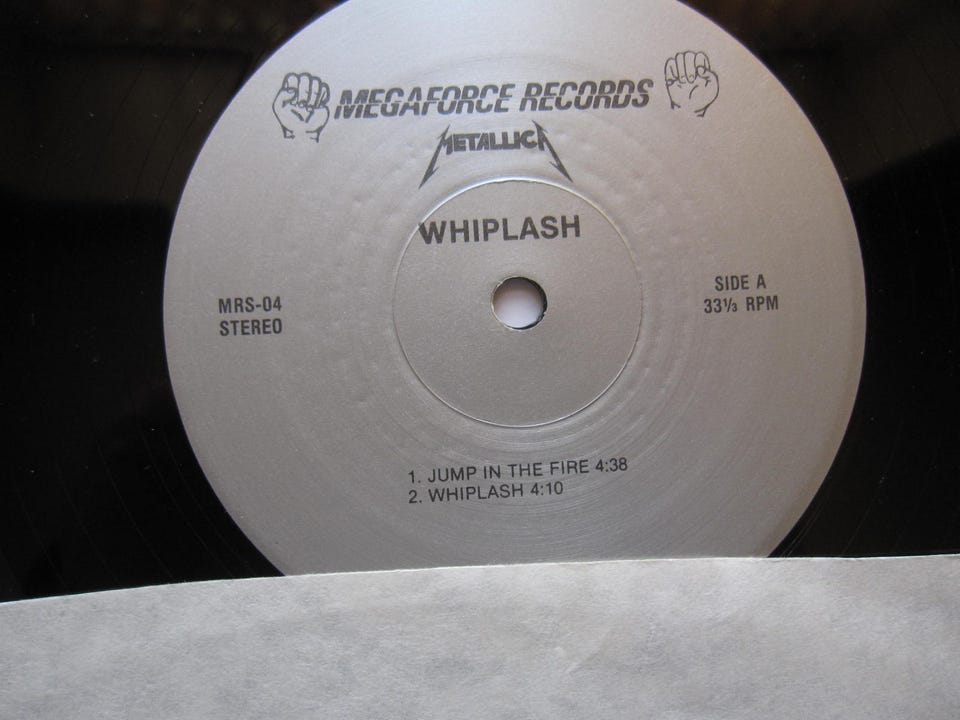 MEGAFORCE RECORDS
METALLICA
WHIPLASH
MRS-04
STEREO
SIDE A
33⅓ RPM
1. JUMP IN THE FIRE 4:38
2. WHIPLASH 4:10